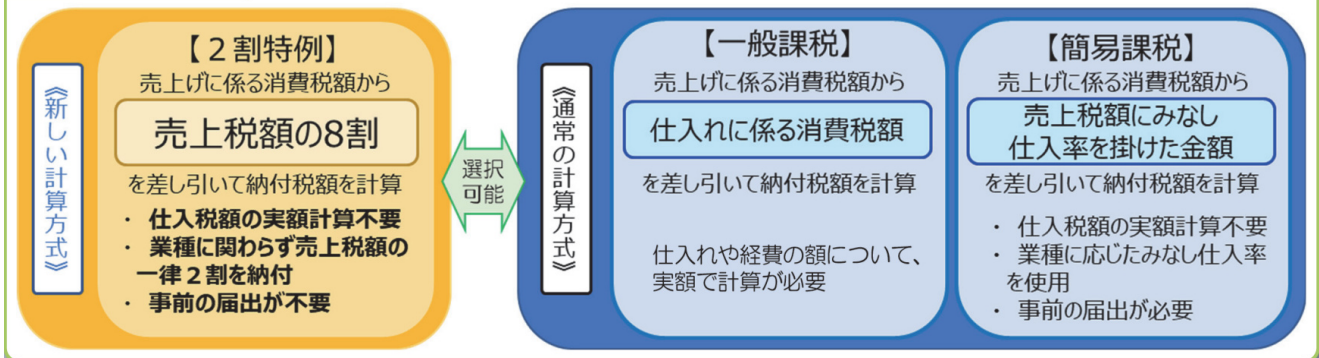 《新しい計算方式》
【２割特例】
売上げに係る消費税額から
売上税額の8割
を差し引いて納付税額を計算
・ 仕入税額の実額計算不要
・ 業種に関わらず売上税額の
一律２割を納付
・ 事前の届出が不要
選択
可能
《通常の計算方式》
【一般課税】
売上げに係る消費税額から
仕入れに係る消費税額
を差し引いて納付税額を計算
仕入れや経費の額について、
実額で計算が必要
【簡易課税】
売上げに係る消費税額から
売上税額にみなし
仕入率を掛けた金額
を差し引いて納付税額を計算
・ 仕入税額の実額計算不要
・ 業種に応じたみなし仕入率
を使用
・ 事前の届出が必要